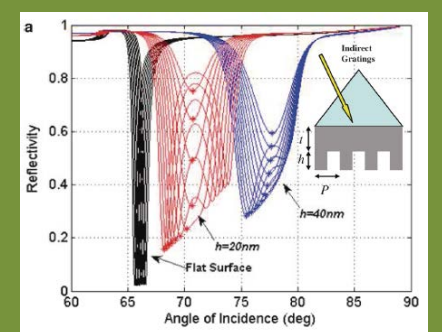 a
Indirect
Gratings
t
h
P
h=20nm
h=40nm
Flat Surface
Reflectivity
1
0.8
0.6
0.4
0.2
0
60 65 70 75 80 85 90
Angle of Incidence (deg)